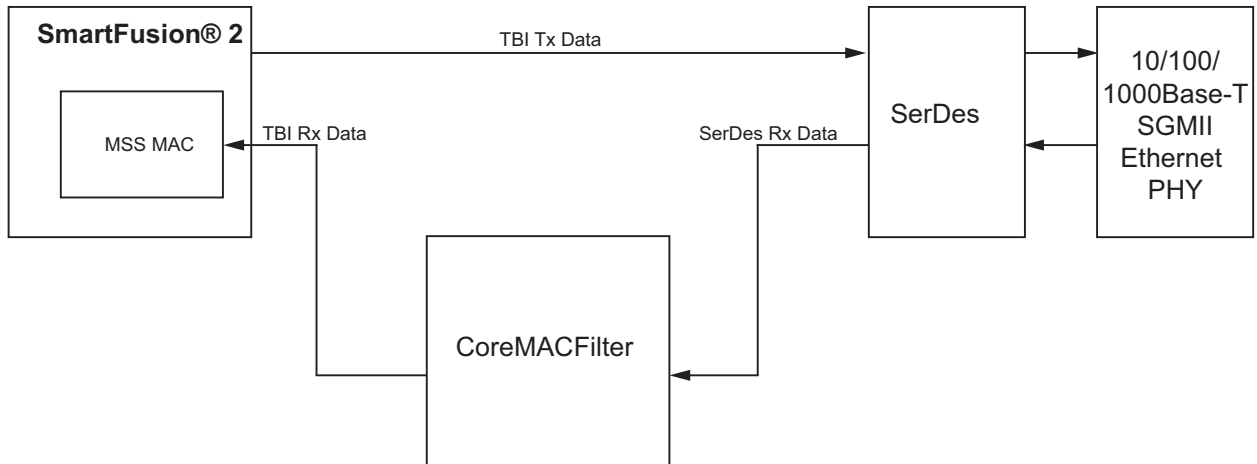 SmartFusion® 2
MSS MAC
TBI Tx Data
TBI Rx Data
SerDes Rx Data
SerDes
10/100/
1000Base-T
SGMII
Ethernet
PHY
CoreMACFilter